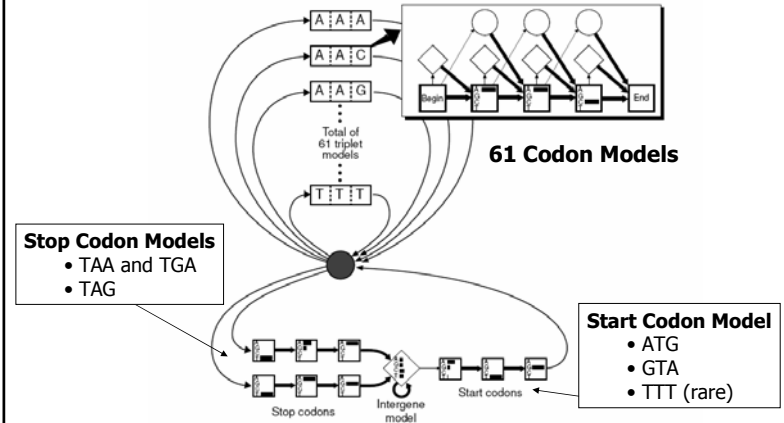 A A A
A A C
A A G
Total of
61 triplet
models
T T T
Begin
End
61 Codon Models
Stop Codon Models
• TAA and TGA
• TAG
Start Codon Model
• ATG
• GTA
• TTT (rare)
Stop codons
Intergene
model
Start codons